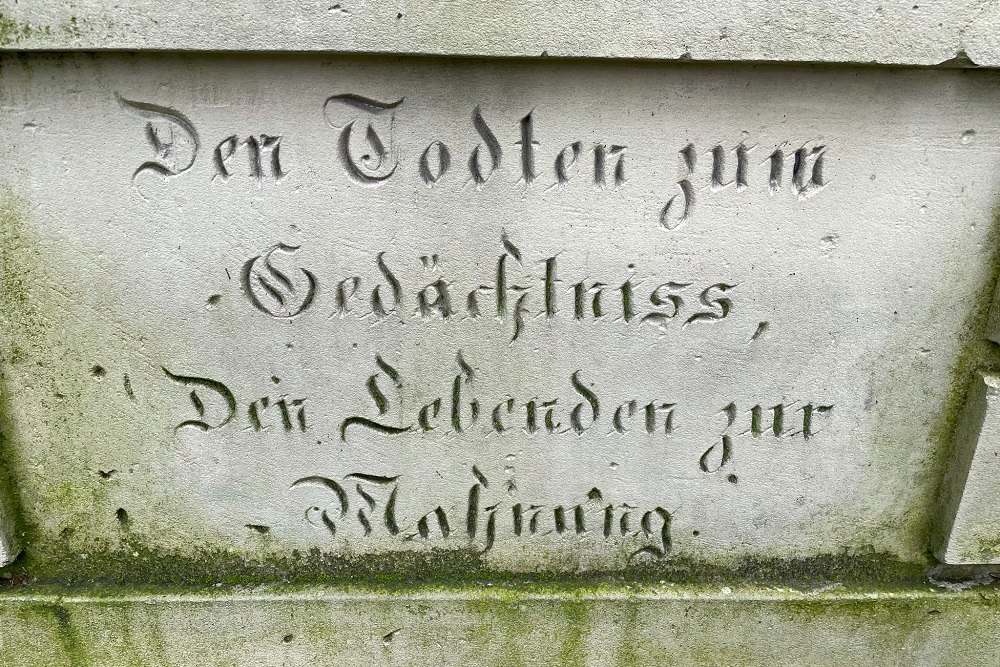 Den Todten zum
Gedächtniss,
Den Lebenden zur
Mahnung.